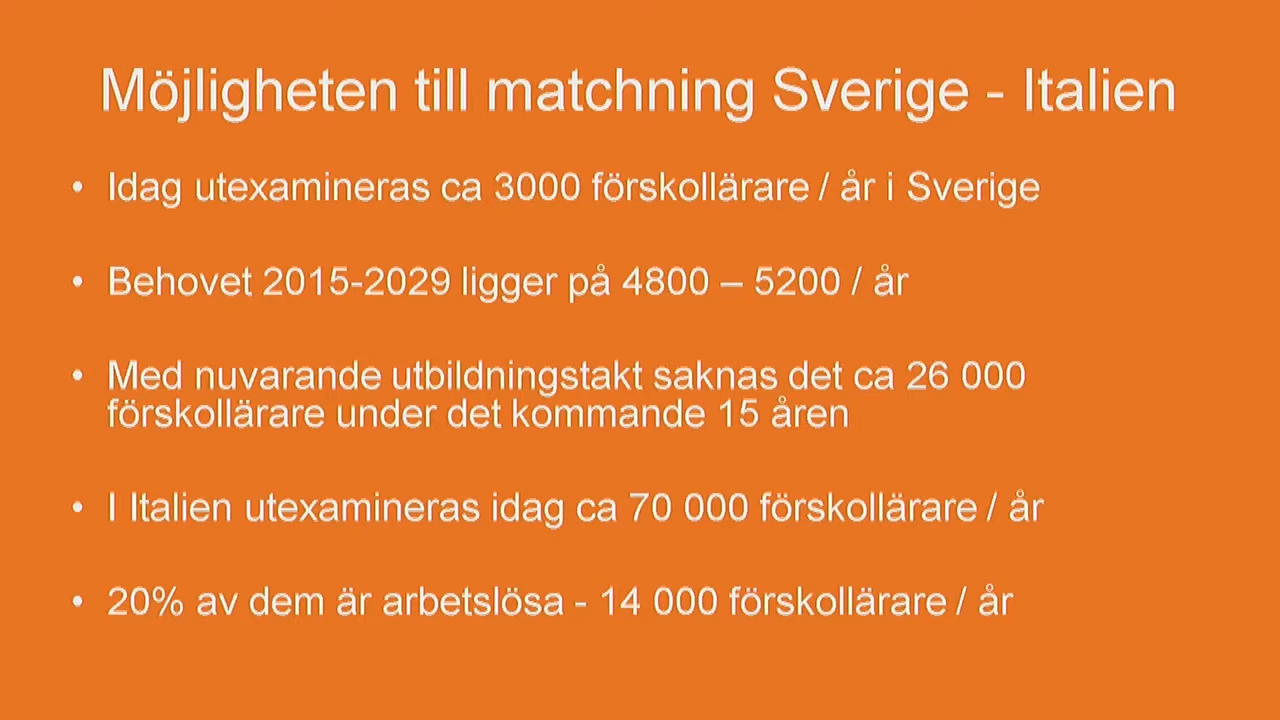 Möjligheten till matchning Sverige - Italien
• Idag utexamineras ca 3000 förskollärare / år i Sverige
• Behovet 2015-2029 ligger på 4800 – 5200 / år
• Med nuvarande utbildningstakt saknas det ca 26 000
förskollärare under det kommande 15 åren
• I Italien utexamineras idag ca 70 000 förskollärare / år
• 20% av dem är arbetslösa - 14 000 förskollärare / år